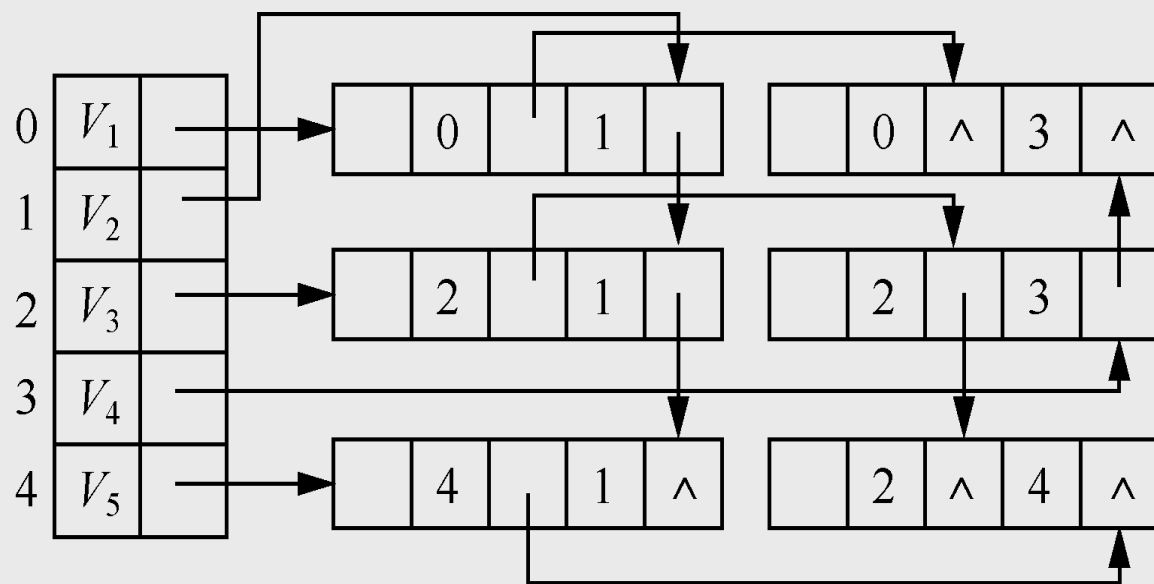 0 V₁ 0 1 0 ^ 3 ^
1 V₂
2 V₃ 2 1 2 3
3 V₄
4 V₅ 4 1 ^ 2 ^ 4 ^